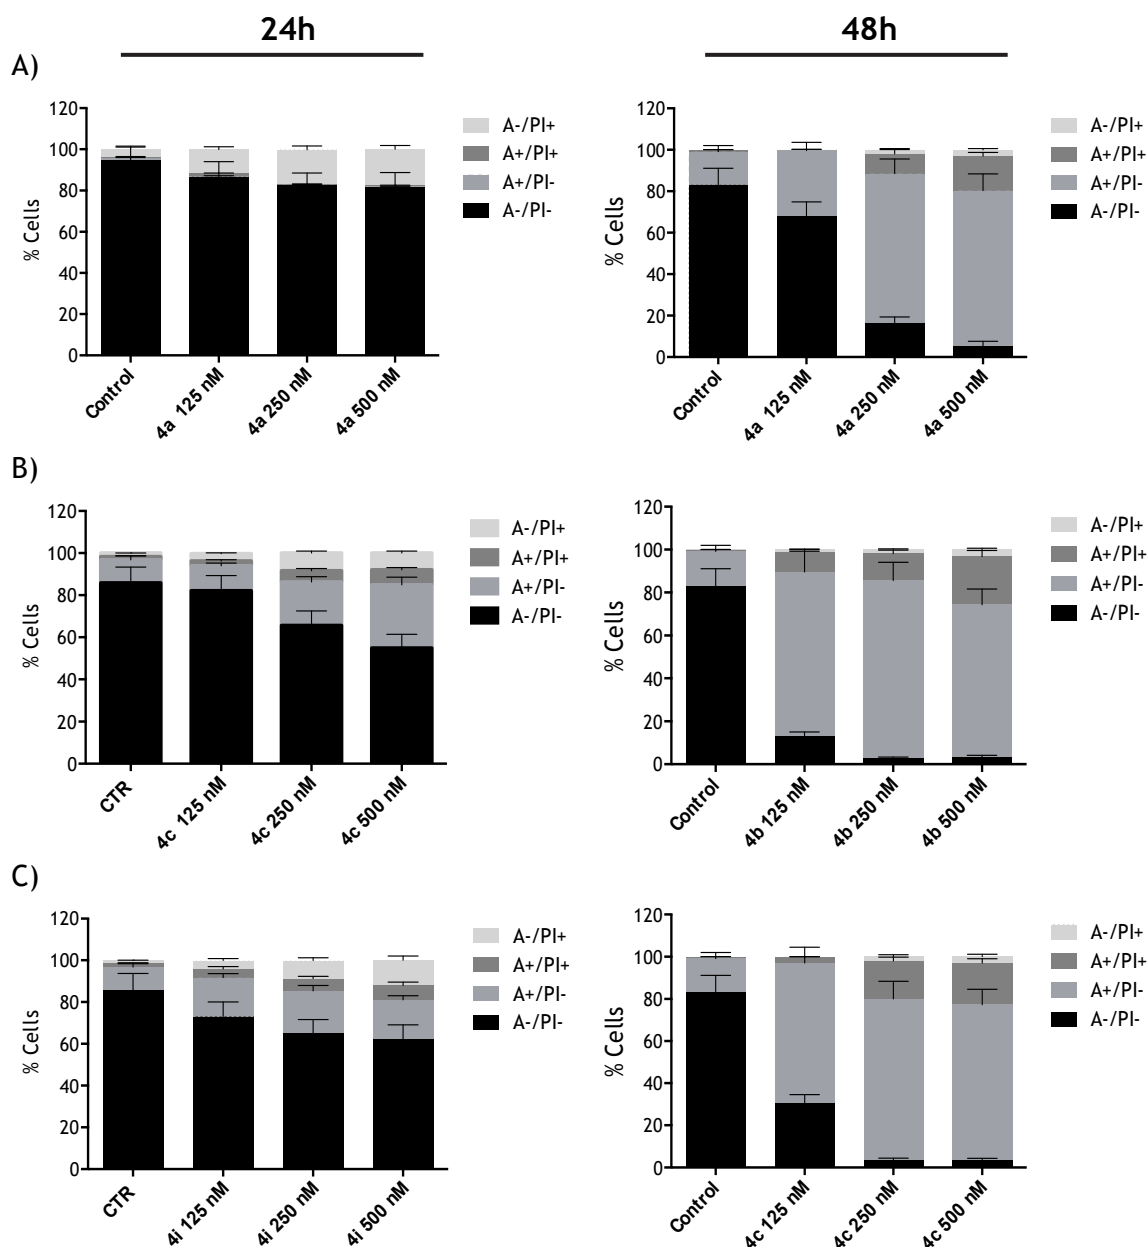 24h
48h
A)
% Cells
120
100
80
60
40
20
0
Control
4a 125 nM
4a 250 nM
4a 500 nM
A-/PI+
A+/PI+
A+/PI-
A-/PI-
% Cells
120
100
80
60
40
20
0
Control
4a 125 nM
4a 250 nM
4a 500 nM
A-/PI+
A+/PI+
A+/PI-
A-/PI-
B)
% Cells
120
100
80
60
40
20
0
CTR
4c 125 nM
4c 250 nM
4c 500 nM
A-/PI+
A+/PI+
A+/PI-
A-/PI-
% Cells
120
100
80
60
40
20
0
Control
4b 125 nM
4b 250 nM
4b 500 nM
A-/PI+
A+/PI+
A+/PI-
A-/PI-
C)
% Cells
120
100
80
60
40
20
0
CTR
4i 125 nM
4i 250 nM
4i 500 nM
A-/PI+
A+/PI+
A+/PI-
A-/PI-
% Cells
120
100
80
60
40
20
0
Control
4c 125 nM
4c 250 nM
4c 500 nM
A-/PI+
A+/PI+
A+/PI-
A-/PI-